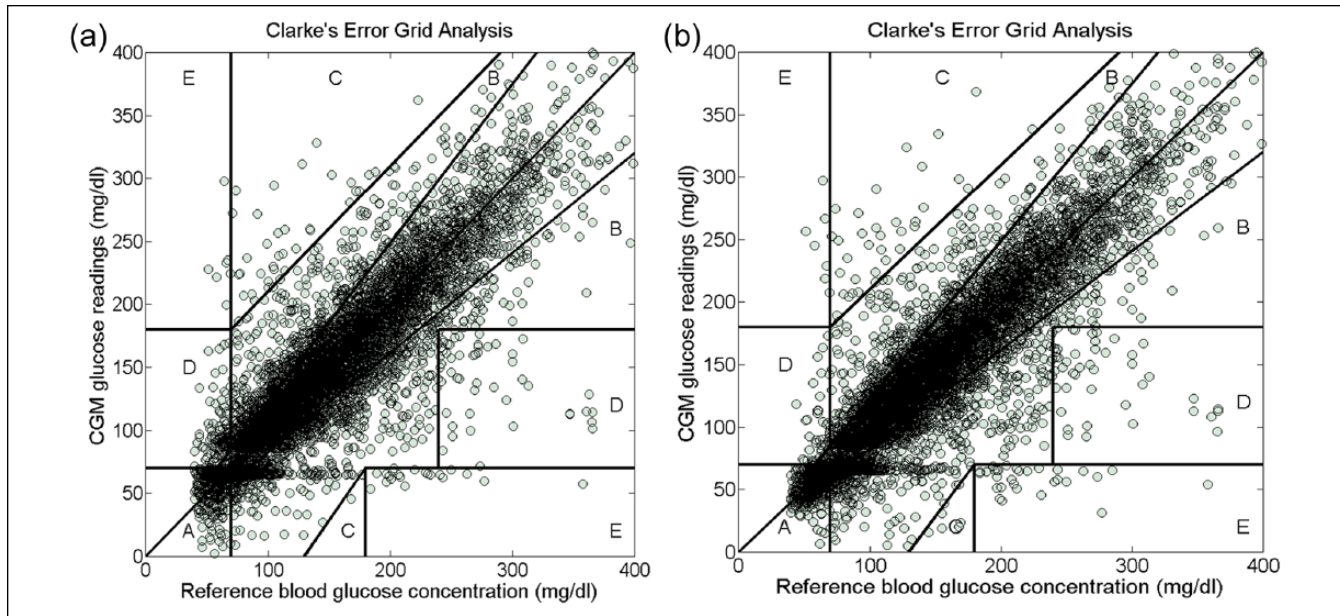 (a)
Clarke's Error Grid Analysis
400
350
300
250
200
150
100
50
0
CGM glucose readings (mg/dl)
E
C
B
B
D
D
A
C
E
0
100
200
300
400
Reference blood glucose concentration (mg/dl)
(b)
Clarke's Error Grid Analysis
400
350
300
250
200
150
100
50
0
CGM glucose readings (mg/dl)
E
C
B
B
D
D
A
C
E
0
100
200
300
400
Reference blood glucose concentration (mg/dl)